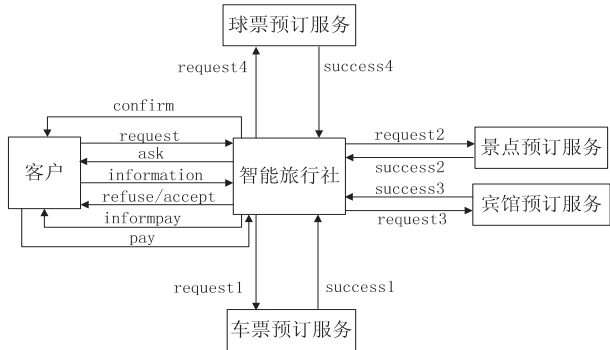 球票预订服务
request4
success4
confirm
request
ask
information
refuse/accept
informpay
pay
客户
智能旅行社
request2
success2
success3
request3
景点预订服务
宾馆预订服务
request1
success1
车票预订服务